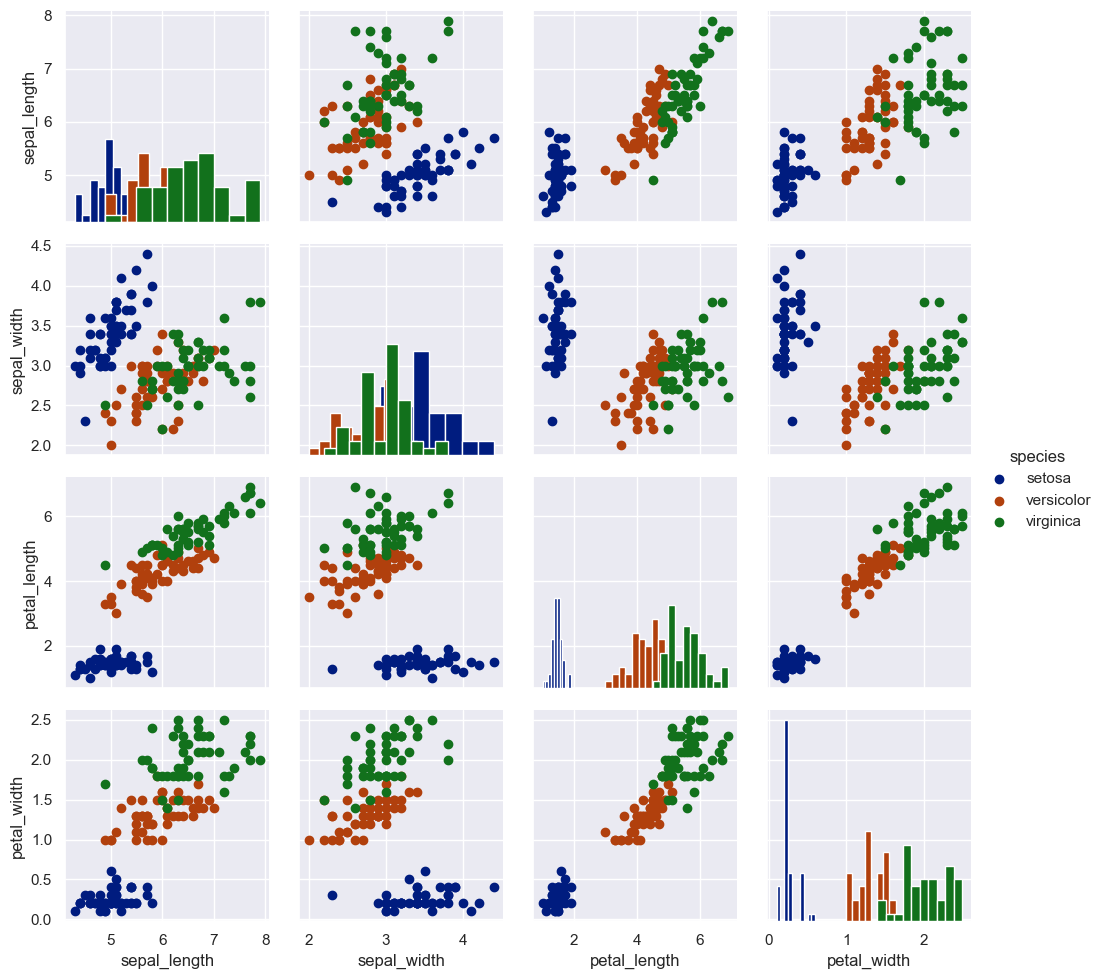 8
7
6
5
sepal_length
4.5
4.0
3.5
3.0
2.5
2.0
sepal_width
species
setosa
versicolor
virginica
6
4
2
petal_length
2.5
2.0
1.5
1.0
0.5
0.0
petal_width
5 6 7 8
sepal_length
2 3 4
sepal_width
2 4 6
petal_length
0 1 2
petal_width